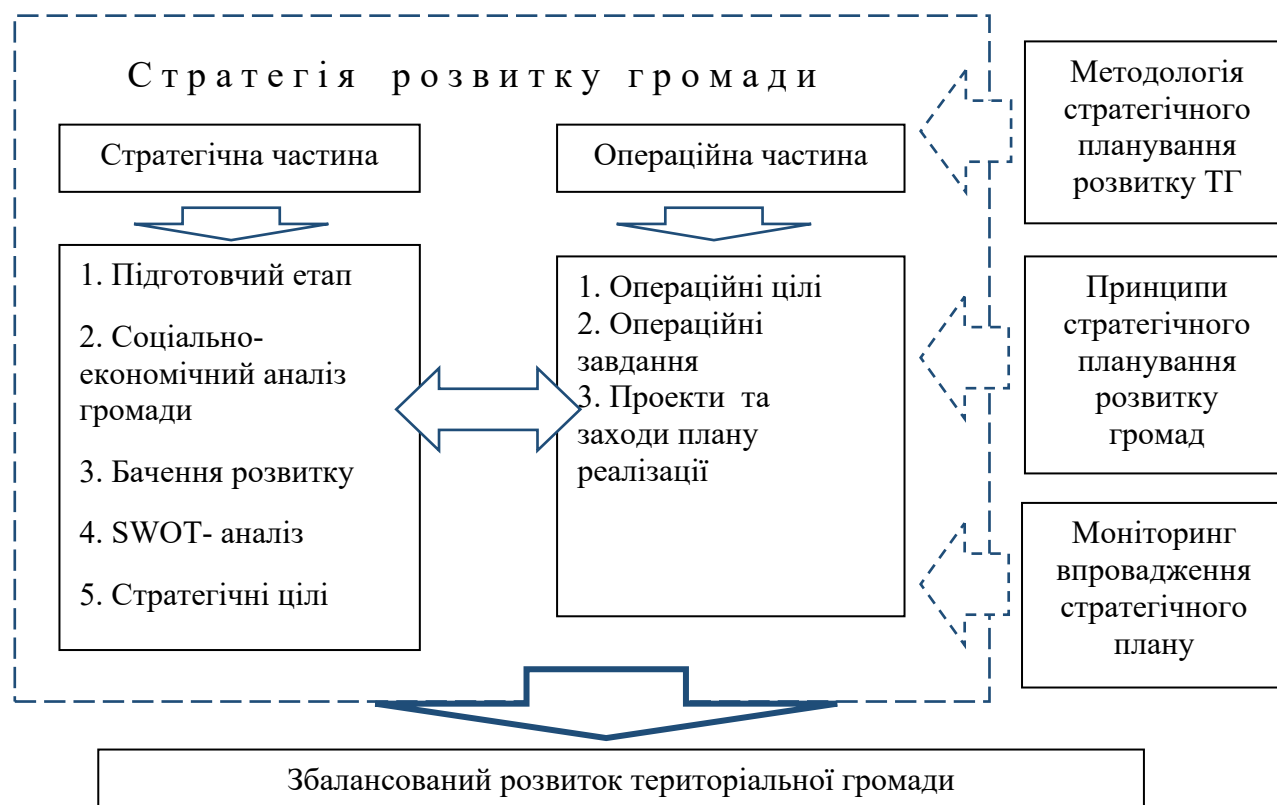 Стратегія розвитку громади
Стратегічна частина
1. Підготовчий етап
2. Соціально-
економічний аналіз
громади
3. Бачення розвитку
4. SWOT- аналіз
5. Стратегічні цілі
Операційна частина
1. Операційні цілі
2. Операційні
завдання
3. Проекти та
заходи плану
реалізації
Методологія
стратегічного
планування
розвитку ТГ
Принципи
стратегічного
планування
розвитку
громад
Моніторинг
впровадження
стратегічного
плану
Збалансований розвиток територіальної громади